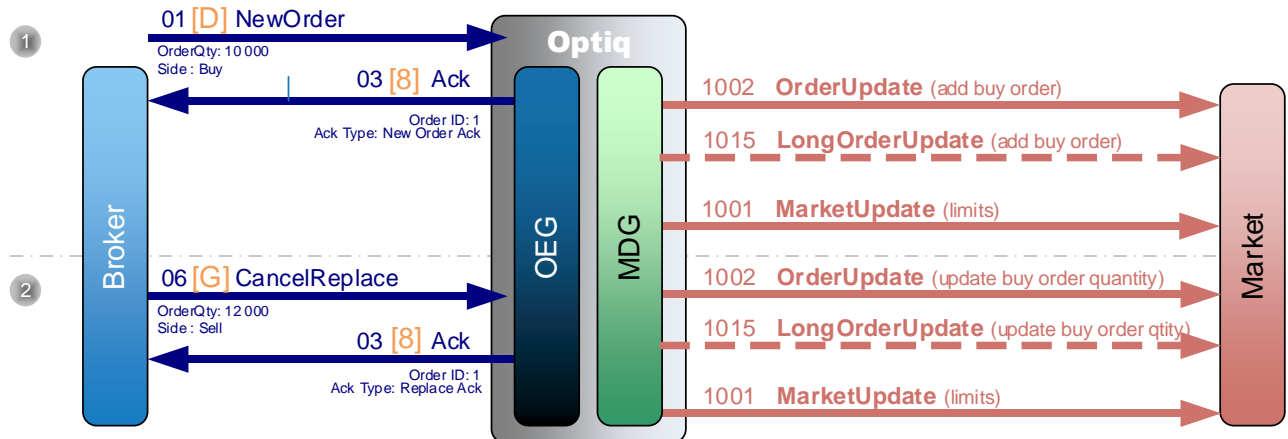 1
01 [D] NewOrder
OrderQty: 10 000
Side : Buy
03 [8] Ack
Order ID: 1
Ack Type: New Order Ack
Optiq
1002 OrderUpdate (add buy order)
1015 LongOrderUpdate (add buy order)
1001 MarketUpdate (limits)
Broker
OEG
MDG
Market
2
06 [G] CancelReplace
OrderQty: 12 000
Side : Sell
03 [8] Ack
Order ID: 1
Ack Type: Replace Ack
1002 OrderUpdate (update buy order quantity)
1015 LongOrderUpdate (update buy order qtity)
1001 MarketUpdate (limits)